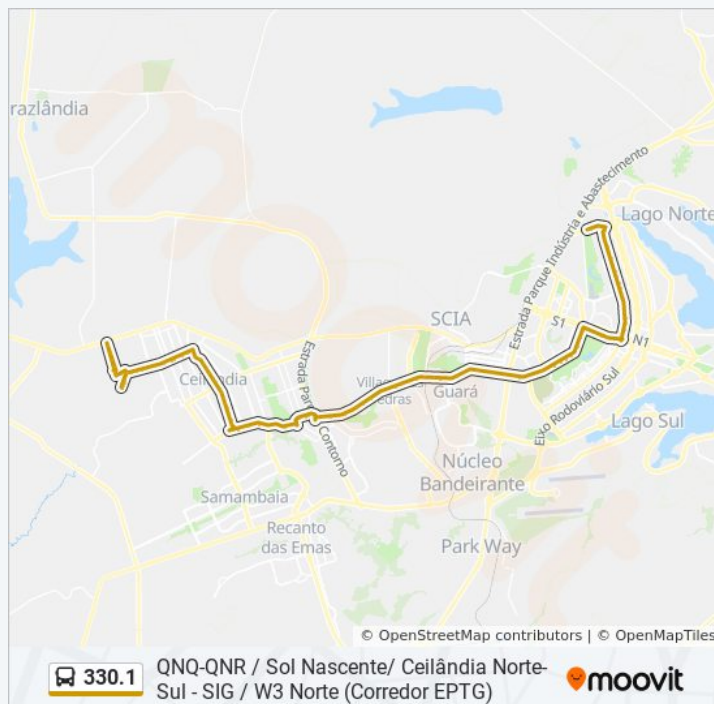 razlândia
Lago Norte
Estrada Parque Indústria e Abastecimento
SCIA
S1
N1
Ceilândia
Estrada Parque Contorno
Guará
Eixo Rodoviário Sul
Lago Sul
Núcleo
Bandeirante
Samambaia
Recanto
das Emas
Park Way
© OpenStreetMap contributors | © OpenMapTiles
330.1
QNQ-QNR / Sol Nascente/ Ceilândia Norte-
Sul - SIG / W3 Norte (Corredor EPTG)
moovit